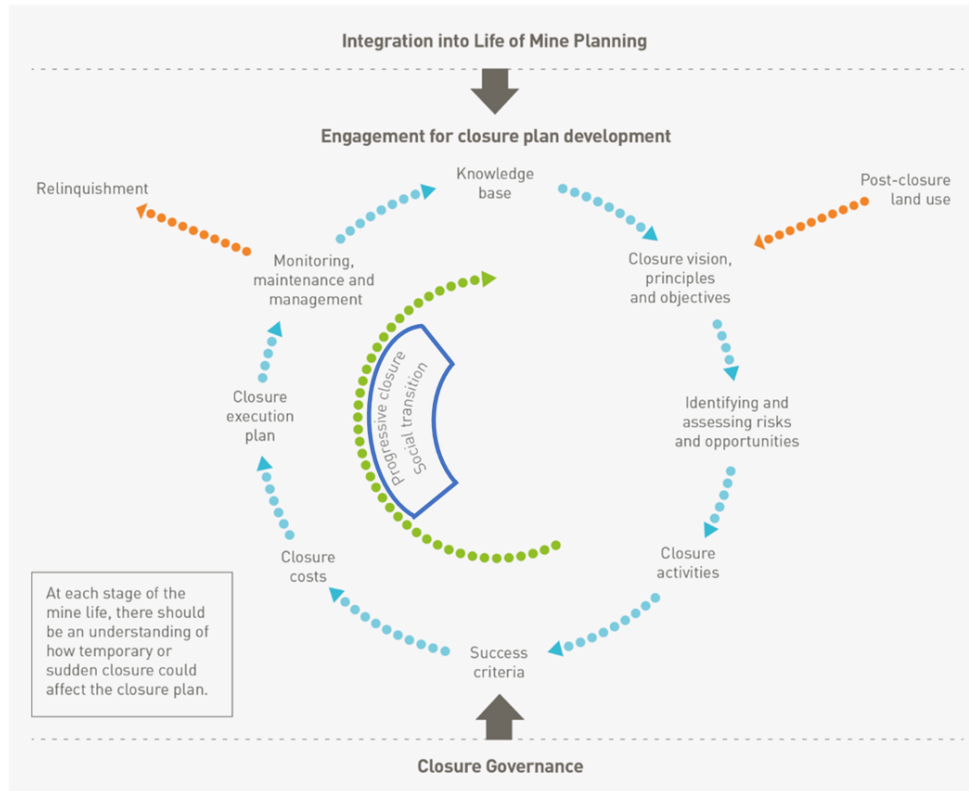 Integration into Life of Mine Planning
Engagement for closure plan development
Knowledge
base
Relinquishment
Post-closure
land use
Closure vision,
principles
and objectives
Monitoring,
maintenance and
management
Progressive closure
Social transition
Closure
execution
plan
Identifying and
assessing risks
and opportunities
Closure
costs
Closure
activities
At each stage of the
mine life, there should
be an understanding of
how temporary or
sudden closure could
affect the closure plan.
Success
criteria
Closure Governance